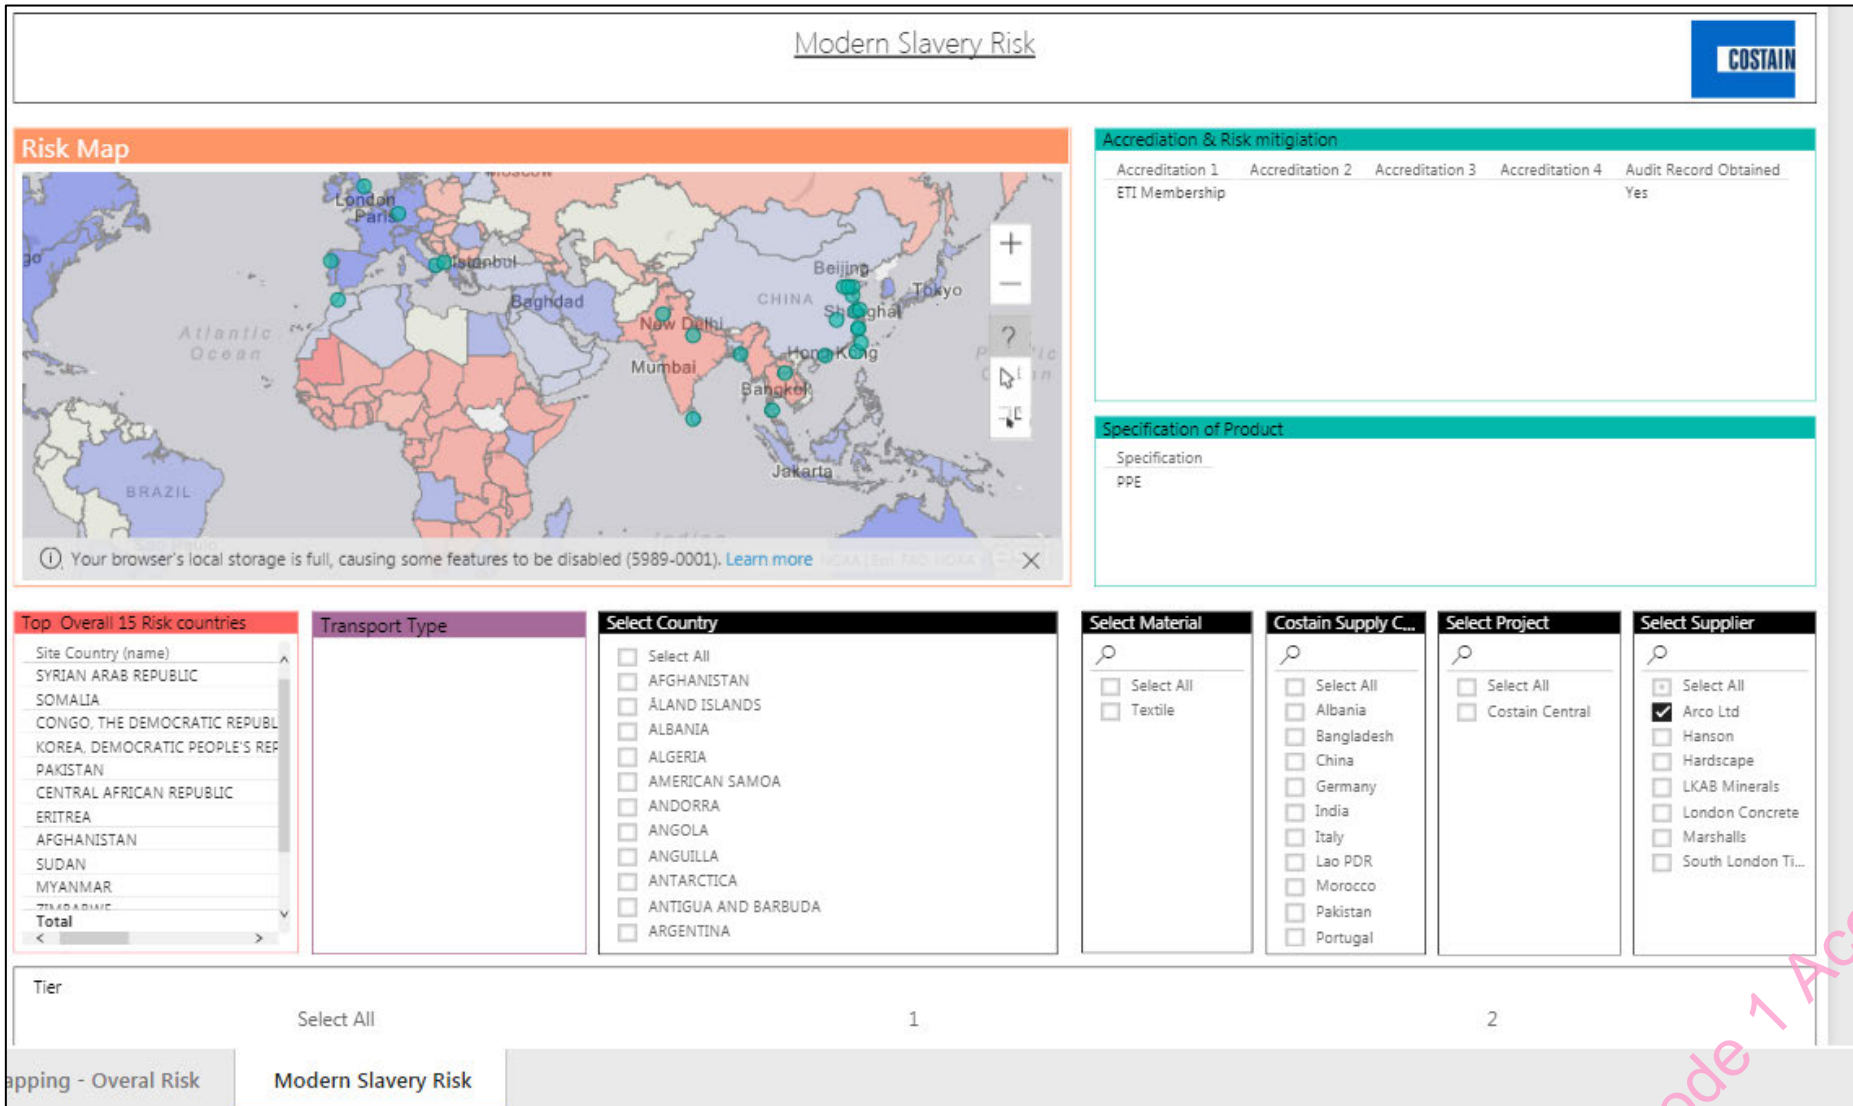 Modern Slavery Risk
COSTAIN
Risk Map
London
Paris
Istanbul
Baghdad
Atlantic
Ocean
New Delhi
Mumbai
Bangkok
Hong Kong
CHINA
Beijing
Shanghai
Tokyo
Jakarta
BRAZIL
Your browser's local storage is full, causing some features to be disabled (5989-0001). Learn more
Accrediation & Risk mitigiation
Accreditation 1 Accreditation 2 Accreditation 3 Accreditation 4 Audit Record Obtained
ETI Membership Yes
Specification of Product
Specification
PPE
Top Overall 15 Risk countries
Site Country (name)
SYRIAN ARAB REPUBLIC
SOMALIA
CONGO, THE DEMOCRATIC REPUBL
KOREA, DEMOCRATIC PEOPLE'S REP
PAKISTAN
CENTRAL AFRICAN REPUBLIC
ERITREA
AFGHANISTAN
SUDAN
MYANMAR
ZIMBABWE
Total
Transport Type
Select Country
Select All
AFGHANISTAN
ÅLAND ISLANDS
ALBANIA
ALGERIA
AMERICAN SAMOA
ANDORRA
ANGOLA
ANGUILLA
ANTARCTICA
ANTIGUA AND BARBUDA
ARGENTINA
Select Material
Select All
Textile
Costain Supply C...
Select All
Albania
Bangladesh
China
Germany
India
Italy
Lao PDR
Morocco
Pakistan
Portugal
Select Project
Select All
Costain Central
Select Supplier
Select All
Arco Ltd
Hanson
Hardscape
LKAB Minerals
London Concrete
Marshalls
South London Ti...
Tier
Select All 1 2
apping - Overal Risk
Modern Slavery Risk
ode 1 Acc